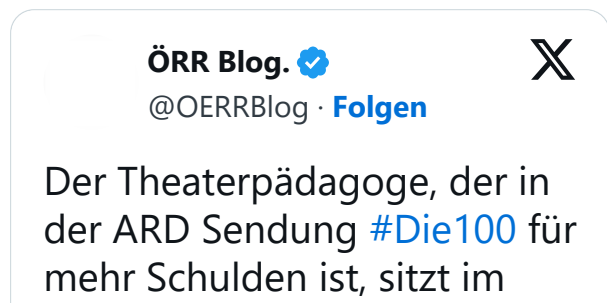 ÖRR Blog.
@OERRBlog · Folgen
Der Theaterpädagoge, der in
der ARD Sendung #Die100 für
mehr Schulden ist, sitzt im